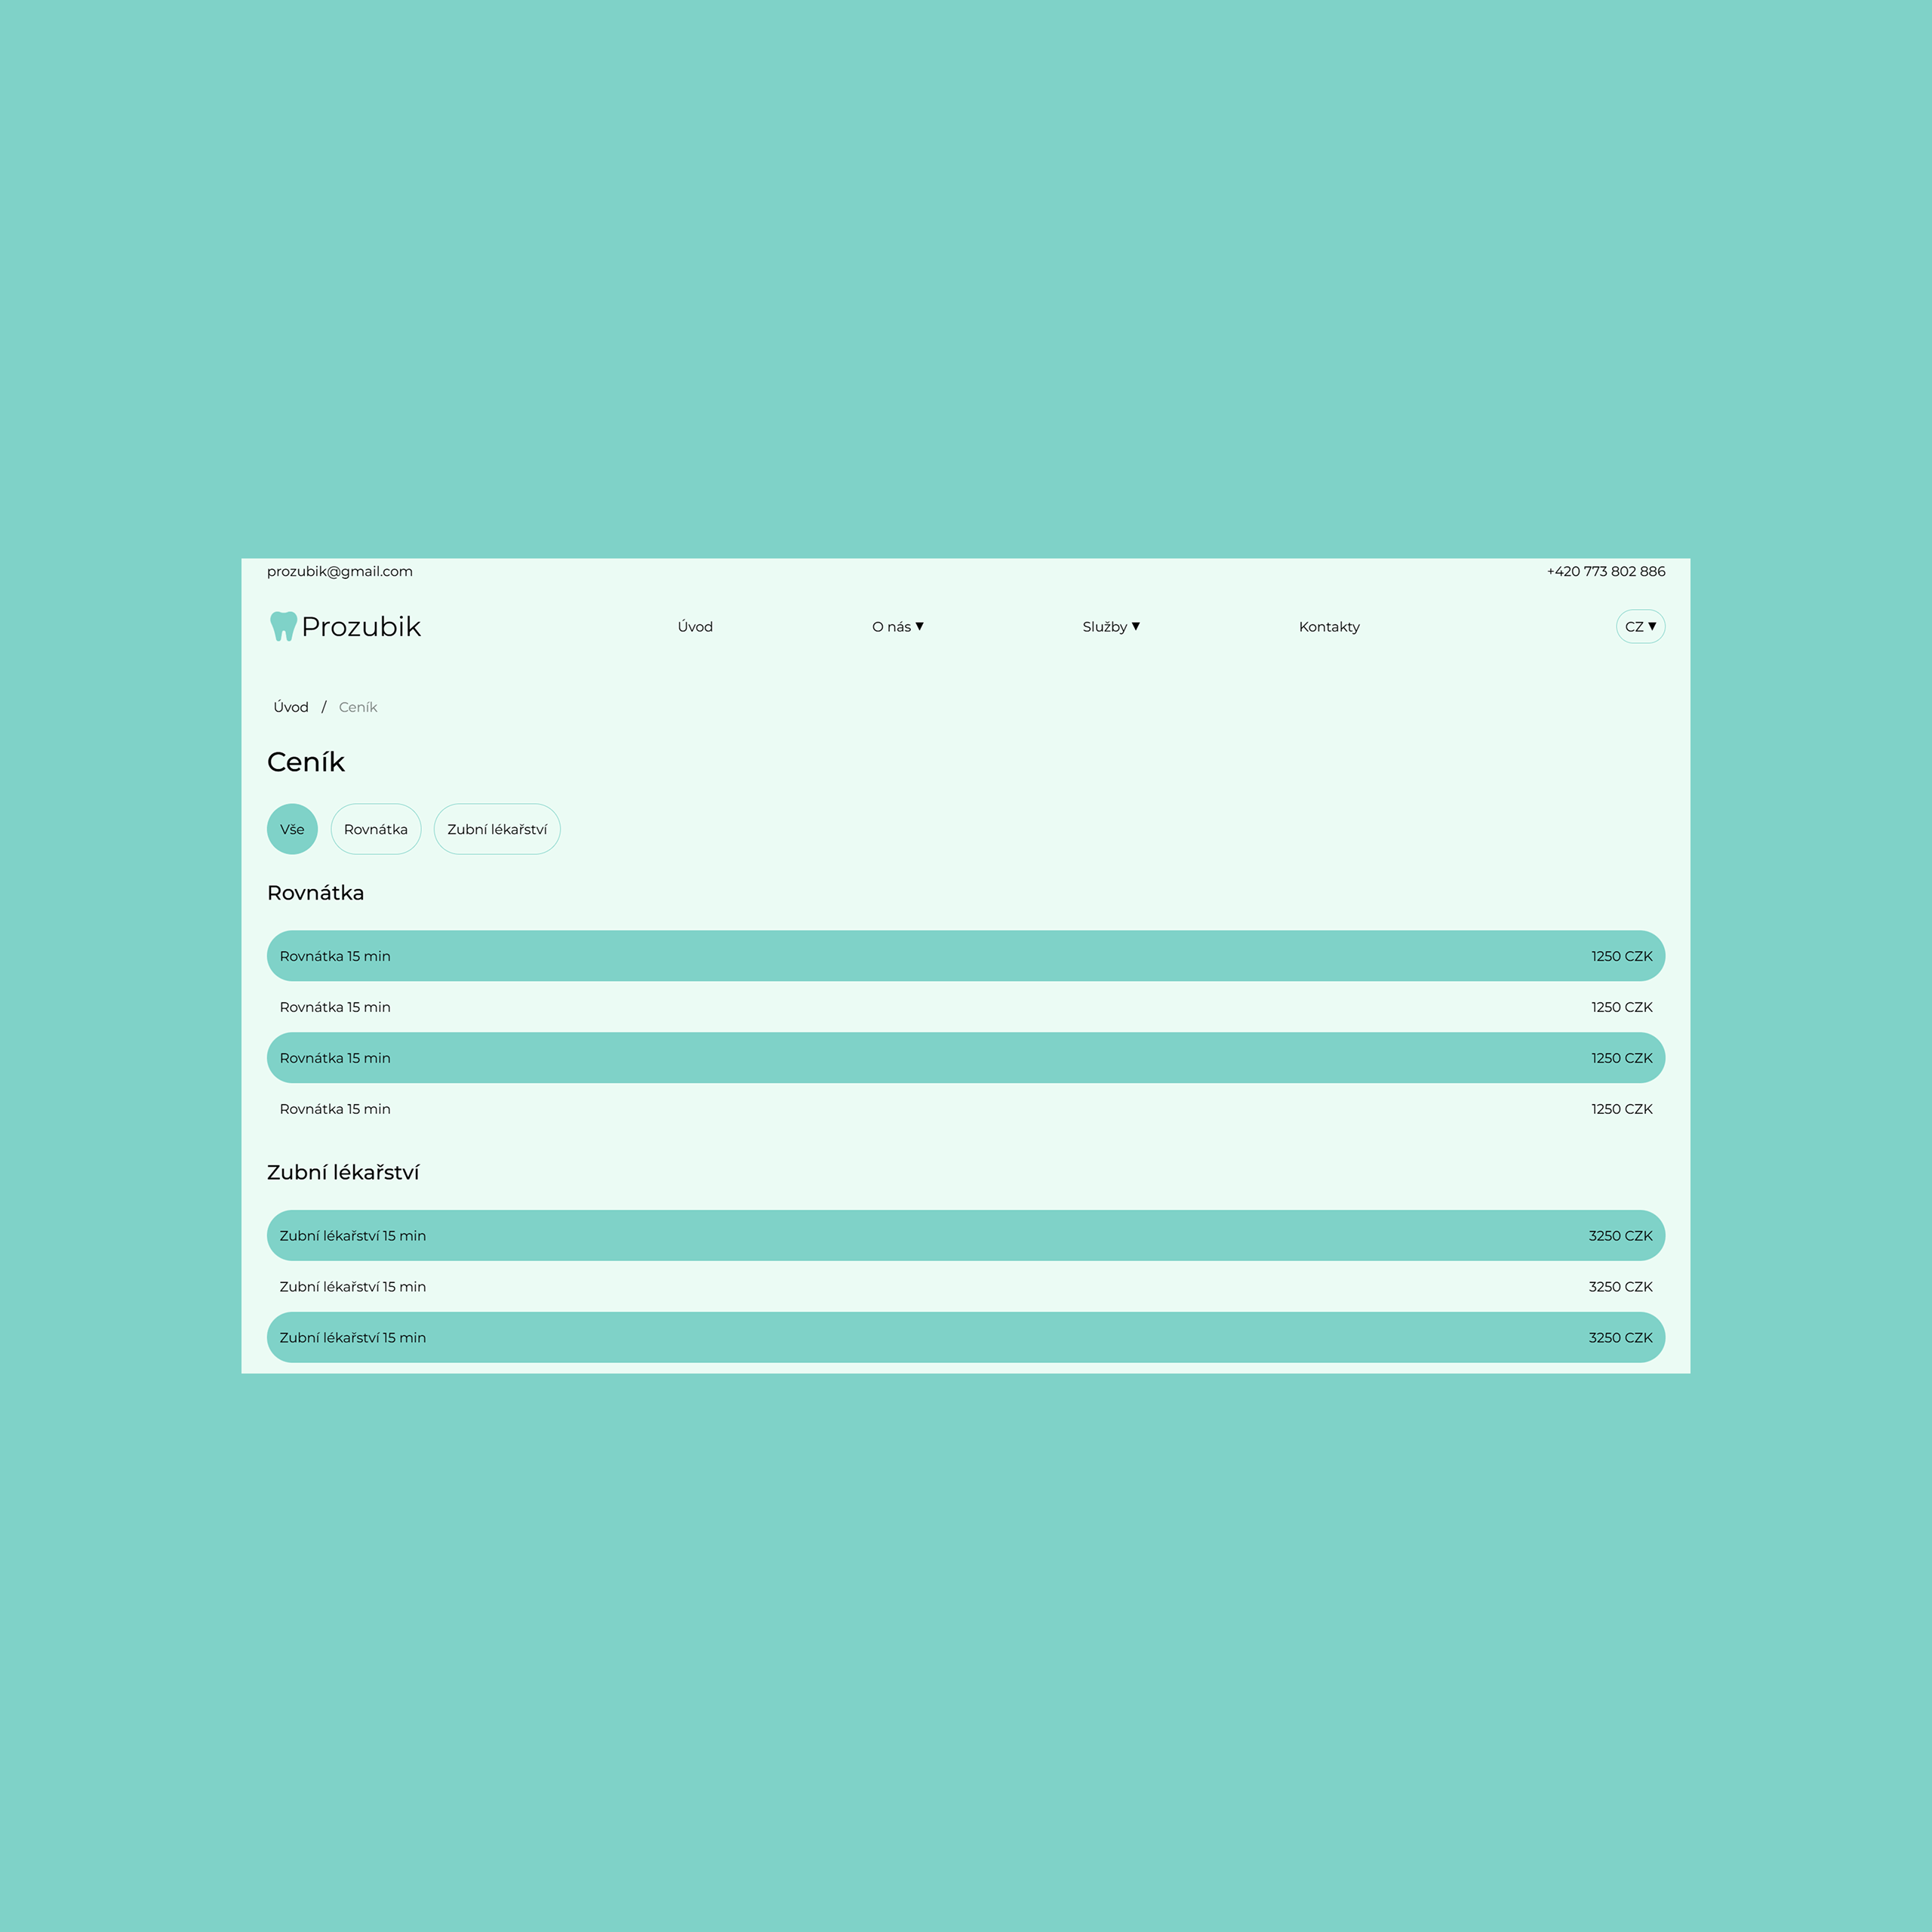 prozubik@gmail.com +420 773 802 886
Prozubik Úvod O nás ▼ Služby ▼ Kontakty CZ ▼
Úvod / Ceník
Ceník
Vše Rovnátka Zubní lékařství
Rovnátka
Rovnátka 15 min 1250 CZK
Rovnátka 15 min 1250 CZK
Rovnátka 15 min 1250 CZK
Rovnátka 15 min 1250 CZK
Zubní lékařství
Zubní lékařství 15 min 3250 CZK
Zubní lékařství 15 min 3250 CZK
Zubní lékařství 15 min 3250 CZK